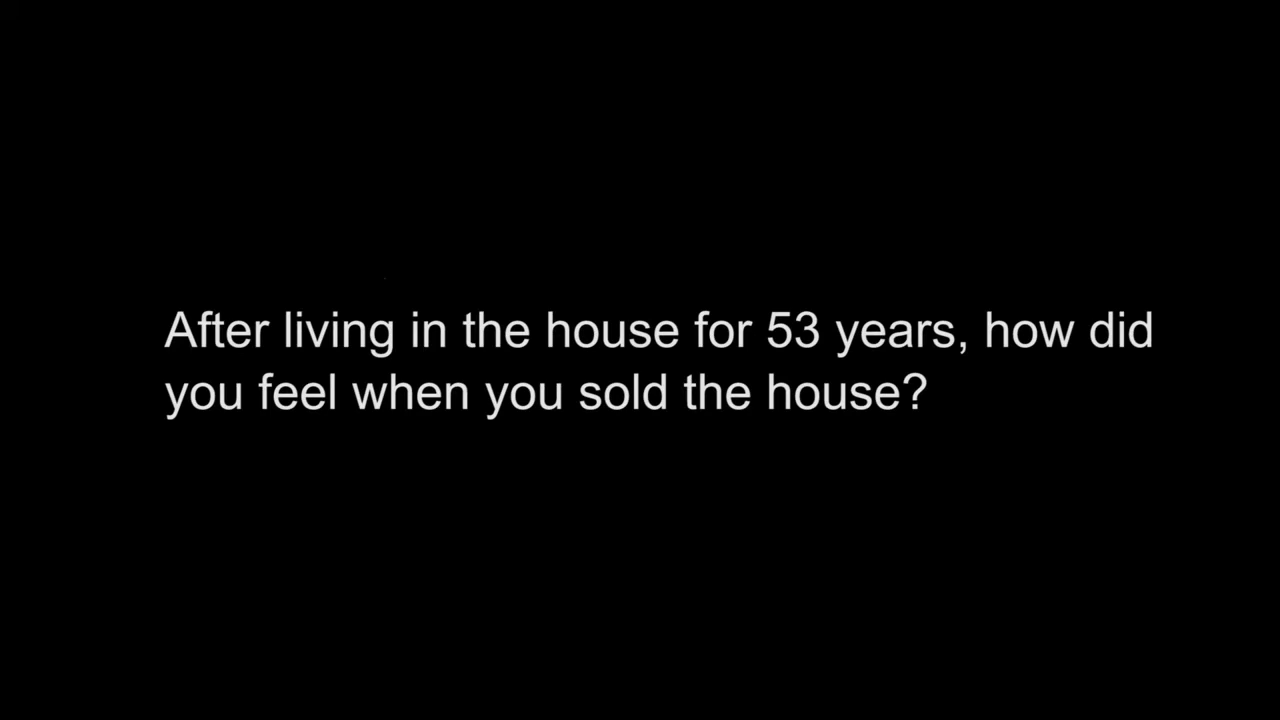 After living in the house for 53 years, how did
you feel when you sold the house?